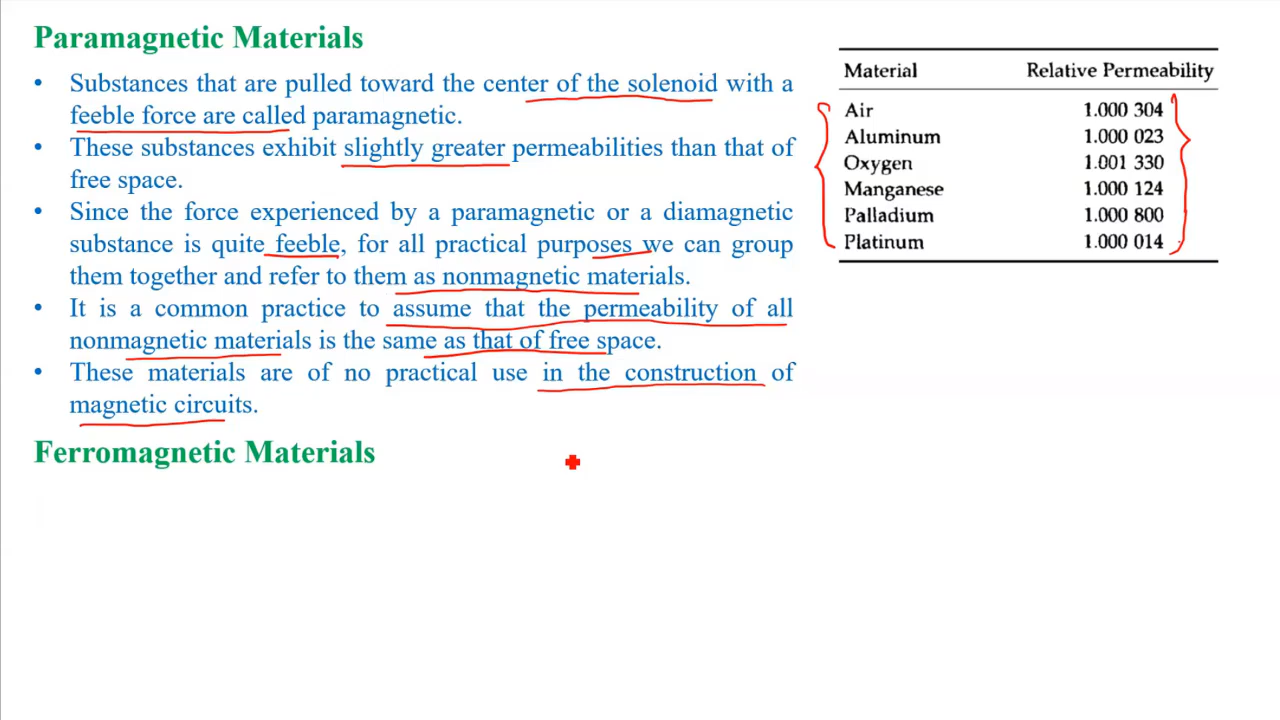 Paramagnetic Materials
• Substances that are pulled toward the center of the solenoid with a
feeble force are called paramagnetic.
• These substances exhibit slightly greater permeabilities than that of
free space.
• Since the force experienced by a paramagnetic or a diamagnetic
substance is quite feeble, for all practical purposes we can group
them together and refer to them as nonmagnetic materials.
• It is a common practice to assume that the permeability of all
nonmagnetic materials is the same as that of free space.
• These materials are of no practical use in the construction of
magnetic circuits.
Ferromagnetic Materials
Material Relative Permeability
Air 1.000 304
Aluminum 1.000 023
Oxygen 1.001 330
Manganese 1.000 124
Palladium 1.000 800
Platinum 1.000 014